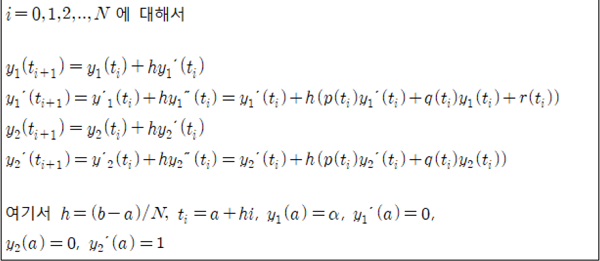 i = 0,1,2,..,N 에 대해서
y₁(tᵢ₊₁) = y₁(tᵢ) + hy₁´(tᵢ)
y₁´(tᵢ₊₁) = y´₁(tᵢ) + hy₁˝(tᵢ) = y₁´(tᵢ) + h(p(tᵢ)y₁´(tᵢ) + q(tᵢ)y₁(tᵢ) + r(tᵢ))
y₂(tᵢ₊₁) = y₂(tᵢ) + hy₂´(tᵢ)
y₂´(tᵢ₊₁) = y´₂(tᵢ) + hy₂˝(tᵢ) = y₂´(tᵢ) + h(p(tᵢ)y₂´(tᵢ) + q(tᵢ)y₂(tᵢ))
여기서 h = (b−a)/N, tᵢ = a + hi, y₁(a) = α, y₁´(a) = 0,
y₂(a) = 0, y₂´(a) = 1